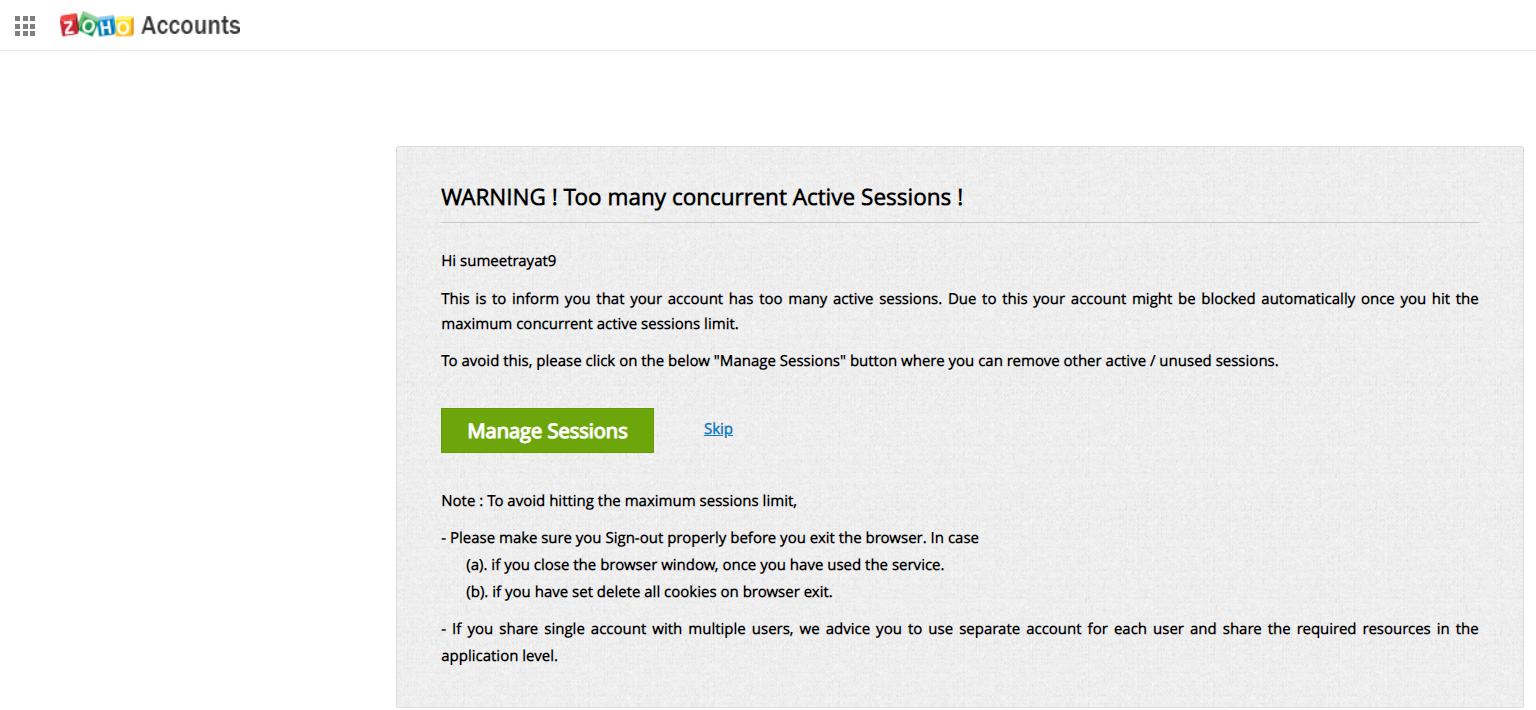 ZOHO Accounts
WARNING ! Too many concurrent Active Sessions !
Hi sumeetrayat9
This is to inform you that your account has too many active sessions. Due to this your account might be blocked automatically once you hit the
maximum concurrent active sessions limit.
To avoid this, please click on the below "Manage Sessions" button where you can remove other active / unused sessions.
Manage Sessions Skip
Note : To avoid hitting the maximum sessions limit,
- Please make sure you Sign-out properly before you exit the browser. In case
(a). if you close the browser window, once you have used the service.
(b). if you have set delete all cookies on browser exit.
- If you share single account with multiple users, we advice you to use separate account for each user and share the required resources in the
application level.